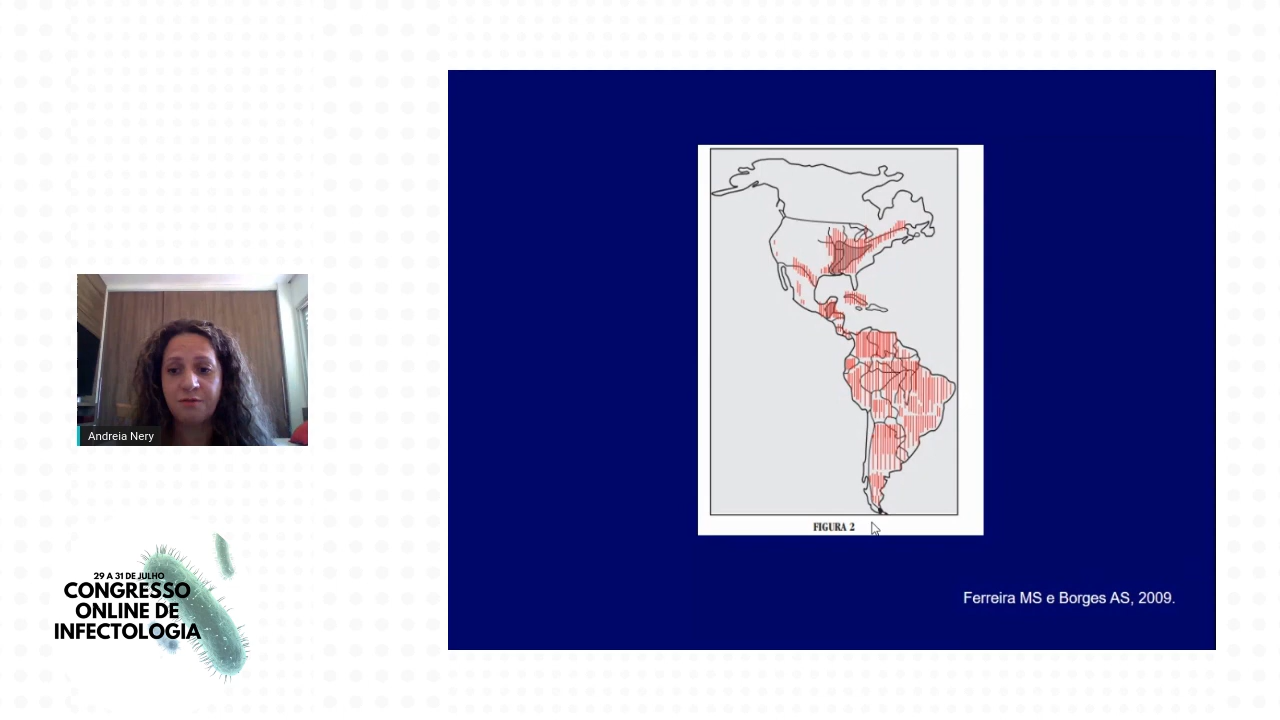 Andreia Nery
29 A 31 DE JULHO
CONGRESSO
ONLINE DE
INFECTOLOGIA
FIGURA 2
Ferreira MS e Borges AS, 2009.